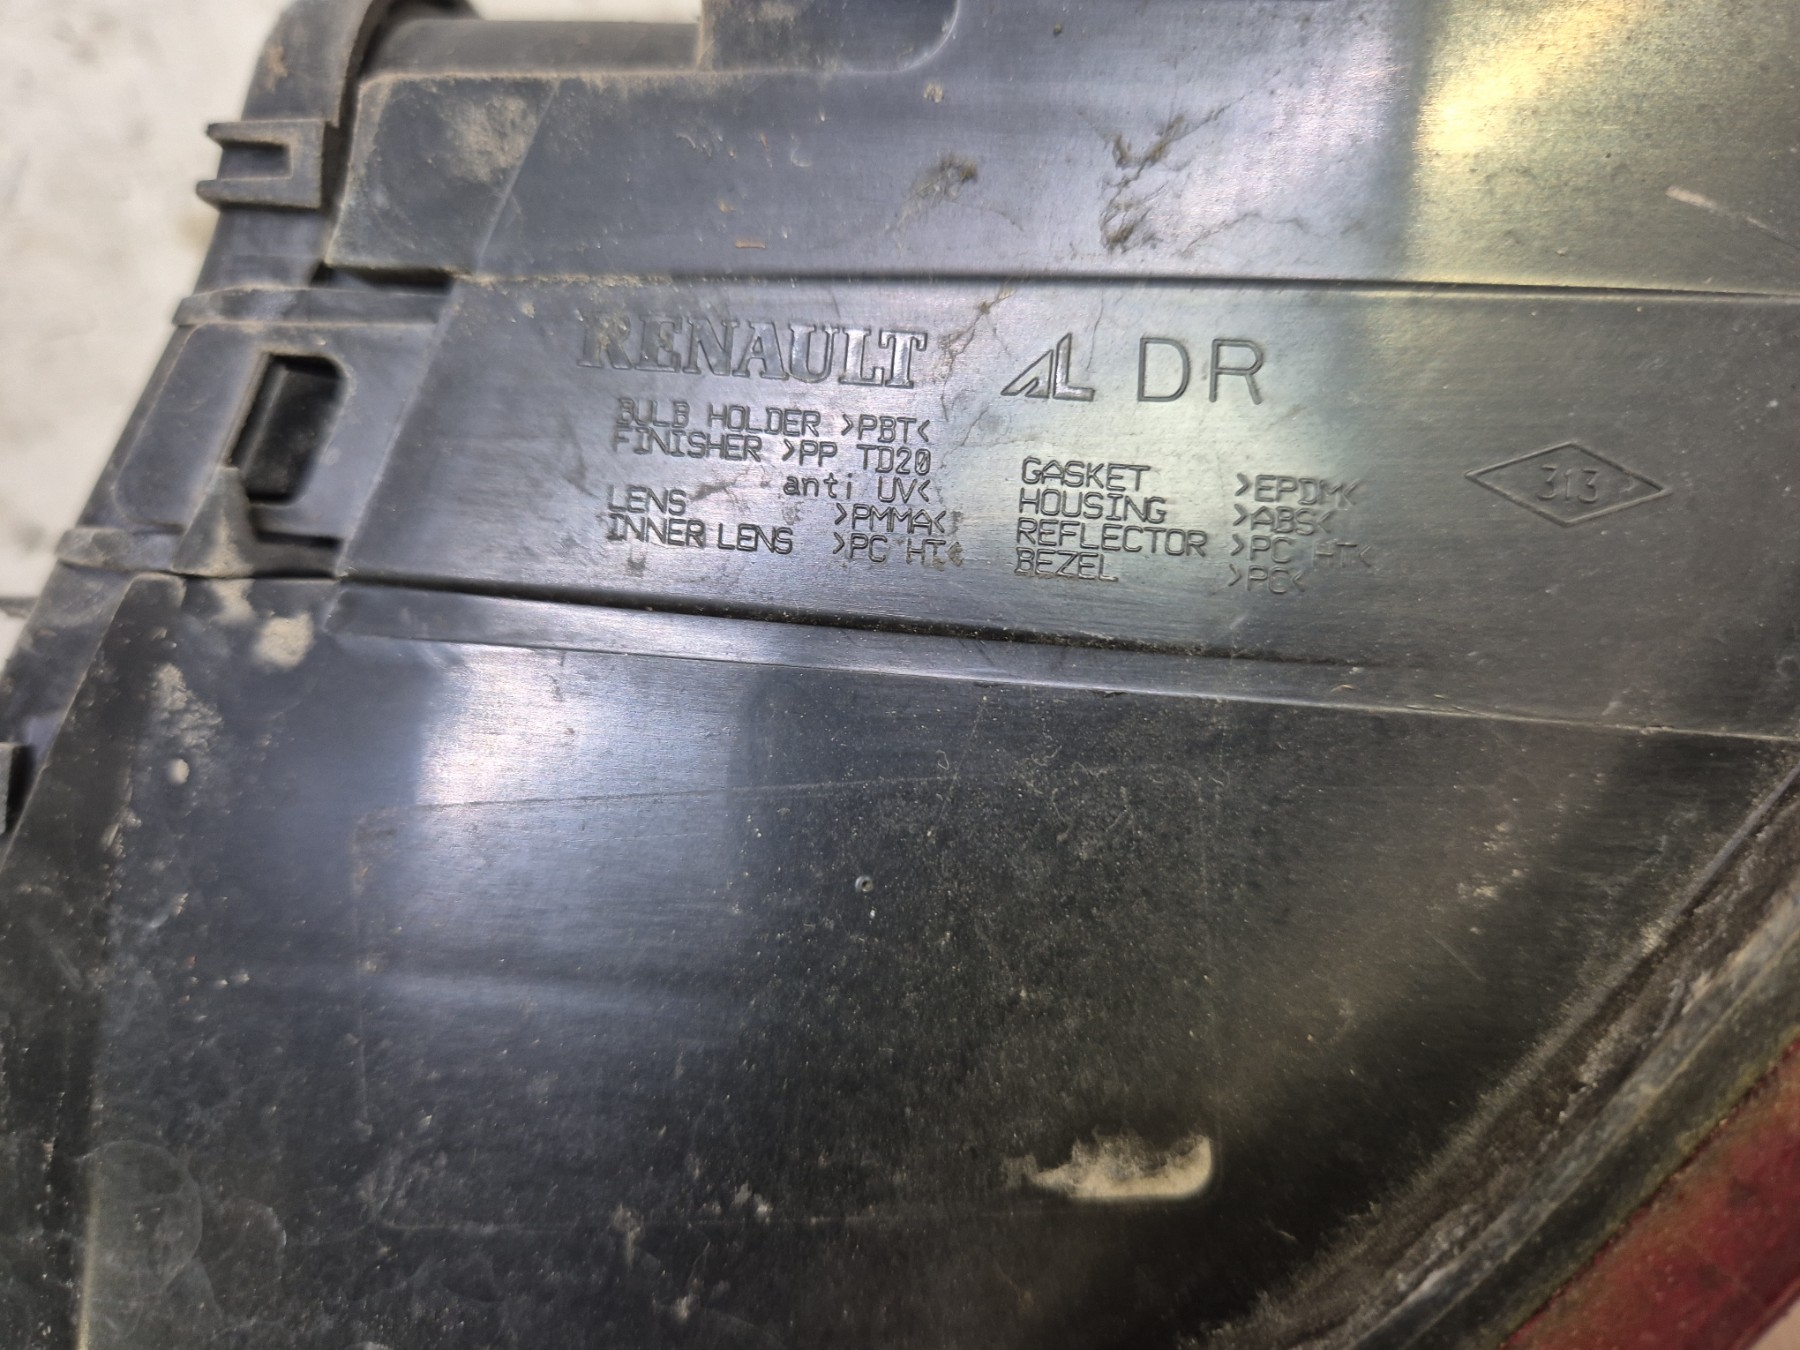 RENAULT AL DR
BULB HOLDER >PBT<
FINISHER >PP TD20
anti UV<
LENS >PMMA<
INNER LENS >PC HT<
GASKET >EPDM<
HOUSING >ABS<
REFLECTOR >PC HT<
BEZEL >PC<
313